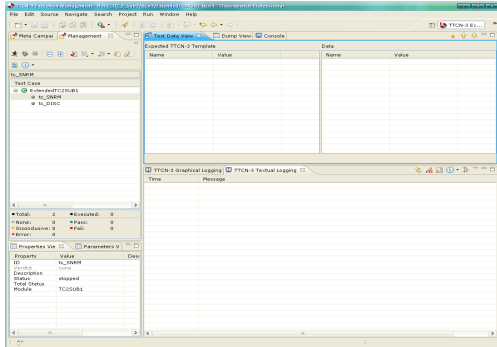 File Edit Source Navigate Search Project Run Window Help
TTCN-3 Ex...
Meta Campai Management
Test Data View Dump View Console
Expected TTCN-3 Template Data
Name Value Name Value
tc_SNRM
Test Case
ExtendedTC2SUB1
tc_SNRM
tc_DISC
TTCN-3 Graphical Logging TTCN-3 Textual Logging
Time Message
Total: 2 Executed: 0
None: 0 Pass: 0
Inconclusive: 0 Fail: 0
Error: 0
Properties Vie Parameters V
Property Value Des
ID tc_SNRM
Verdict none
Description
Status stopped
Total Status
Module TC2SUB1